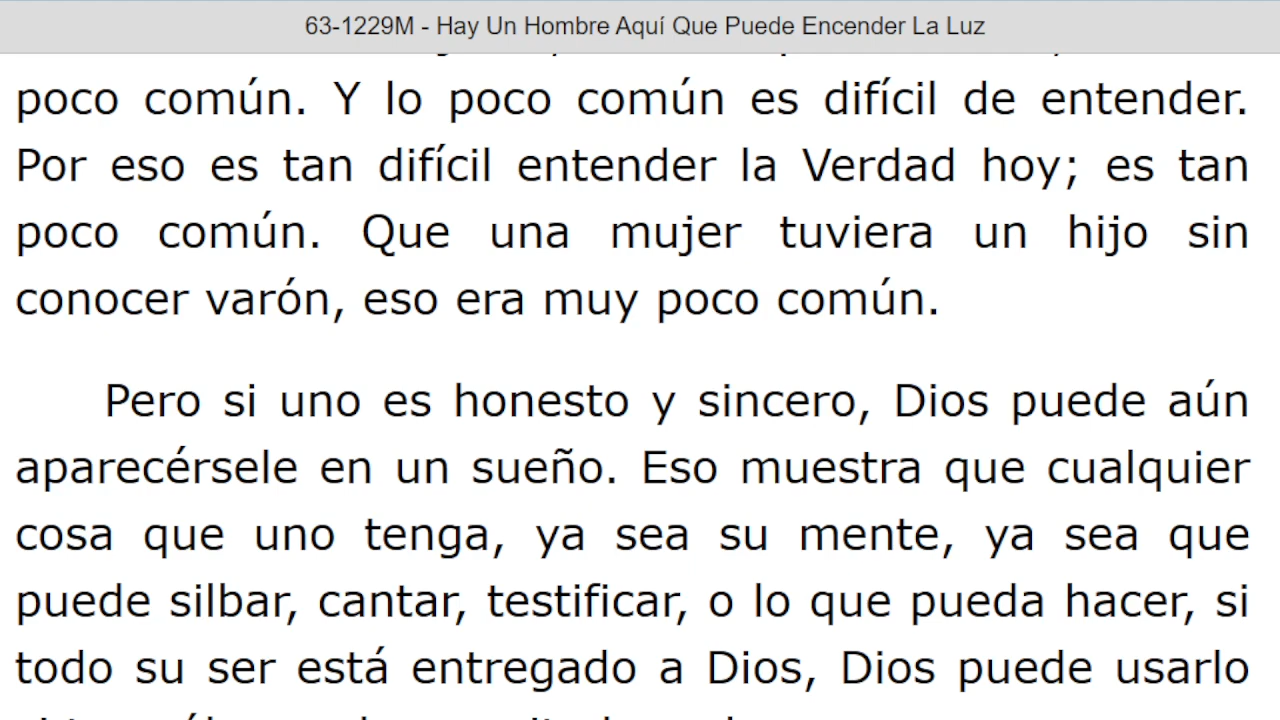 63-1229M - Hay Un Hombre Aquí Que Puede Encender La Luz
poco común. Y lo poco común es difícil de entender.
Por eso es tan difícil entender la Verdad hoy; es tan
poco común. Que una mujer tuviera un hijo sin
conocer varón, eso era muy poco común.
Pero si uno es honesto y sincero, Dios puede aún
aparecérsele en un sueño. Eso muestra que cualquier
cosa que uno tenga, ya sea su mente, ya sea que
puede silbar, cantar, testificar, o lo que pueda hacer, si
todo su ser está entregado a Dios, Dios puede usarlo